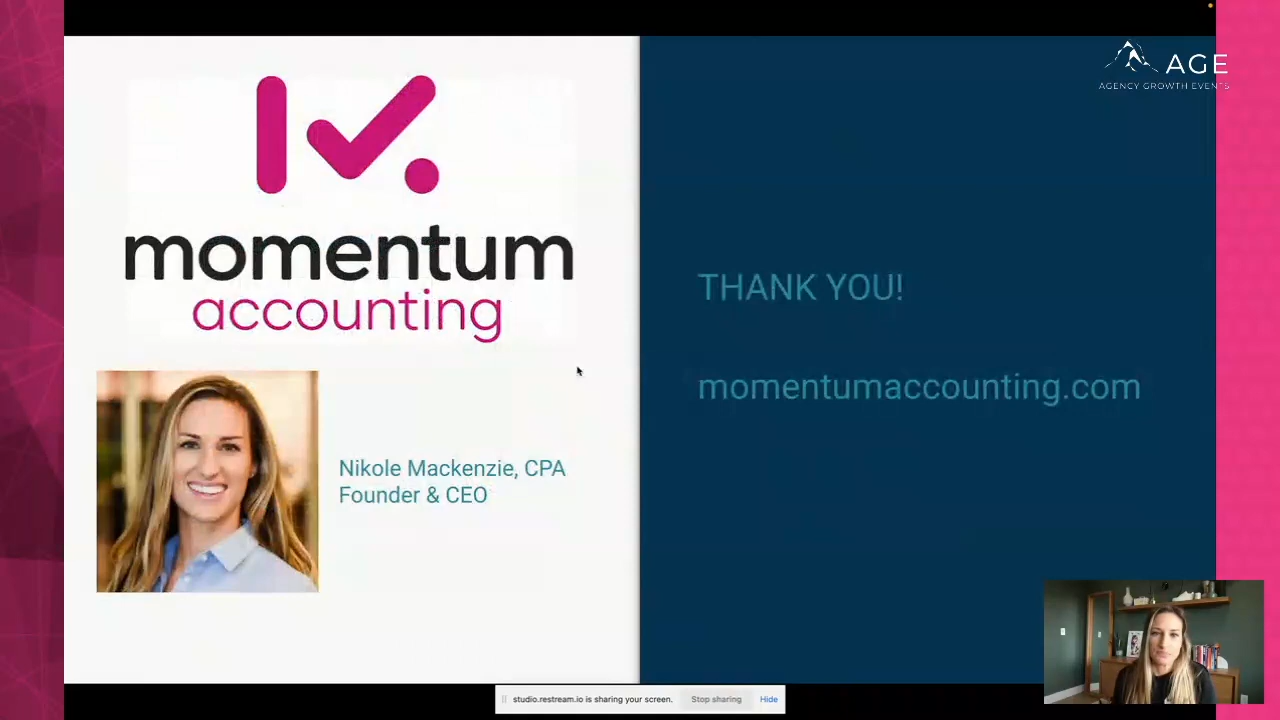 AGE
AGENCY GROWTH EVENTS
momentum
accounting
Nikole Mackenzie, CPA
Founder & CEO
THANK YOU!
momentumaccounting.com
studio.restream.io is sharing your screen.
Stop sharing
Hide